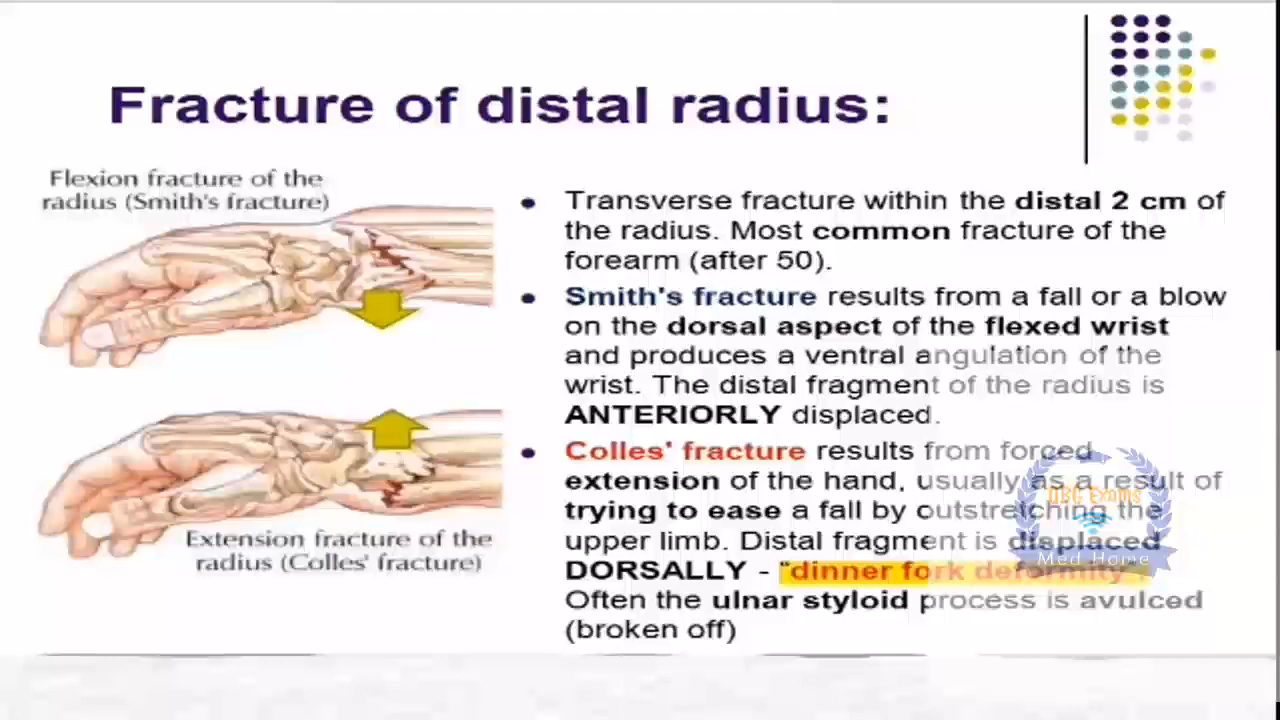 Fracture of distal radius:
Flexion fracture of the
radius (Smith's fracture)
Extension fracture of the
radius (Colles' fracture)
• Transverse fracture within the distal 2 cm of
the radius. Most common fracture of the
forearm (after 50).
• Smith's fracture results from a fall or a blow
on the dorsal aspect of the flexed wrist
and produces a ventral angulation of the
wrist. The distal fragment of the radius is
ANTERIORLY displaced.
• Colles' fracture results from forced
extension of the hand, usually as a result of
trying to ease a fall by outstretching the
upper limb. Distal fragment is displaced
DORSALLY - "dinner fork deformity"
Often the ulnar styloid process is avulced
(broken off)
Exams
Med Home